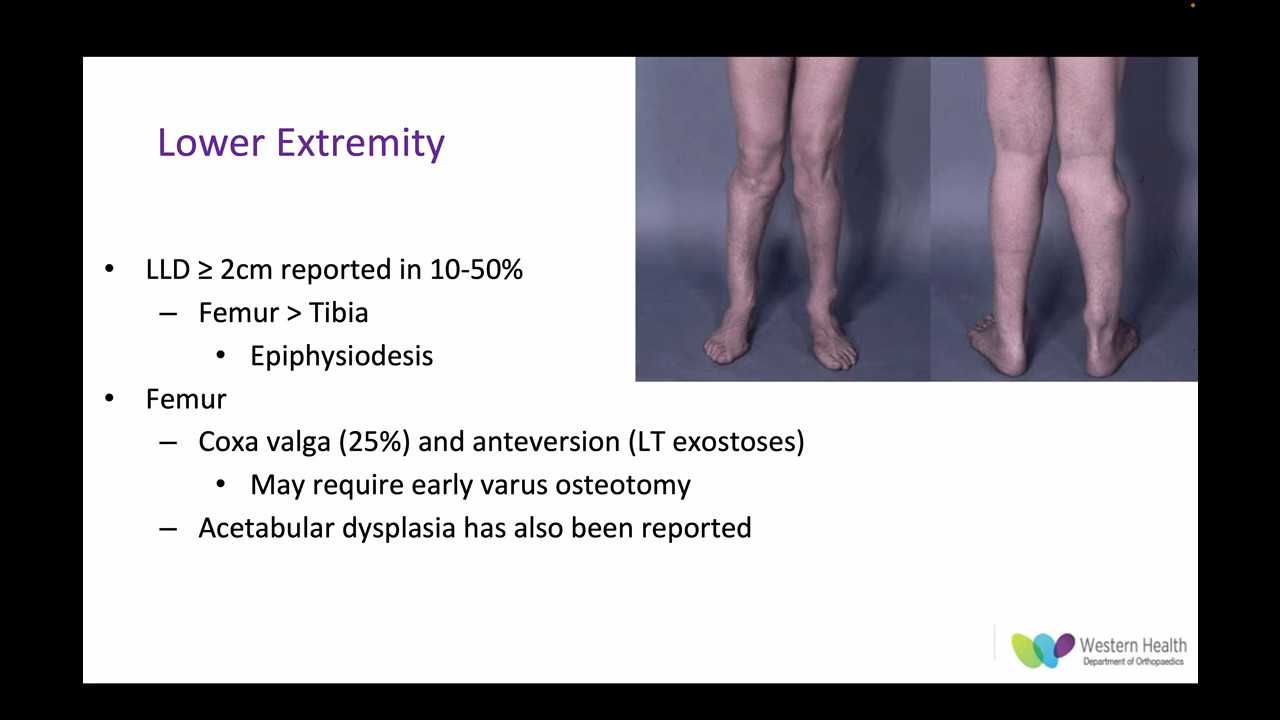 Lower Extremity
• LLD ≥ 2cm reported in 10-50%
– Femur > Tibia
• Epiphysiodesis
• Femur
– Coxa valga (25%) and anteversion (LT exostoses)
• May require early varus osteotomy
– Acetabular dysplasia has also been reported
Western Health
Department of Orthopaedics